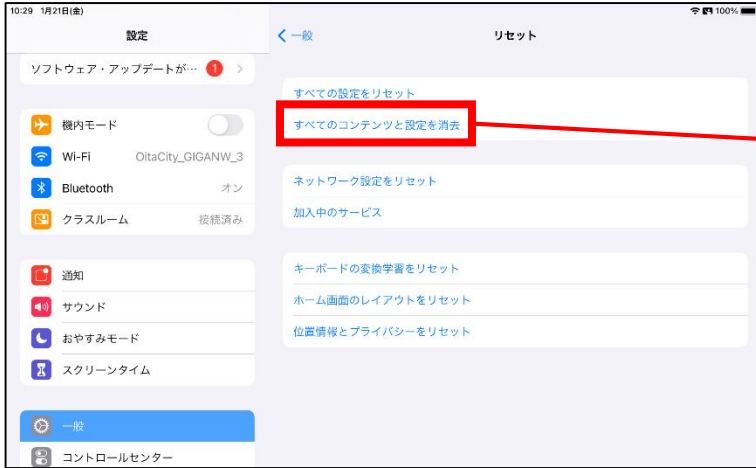 10:29 1月21日(金)
100%
設定
ソフトウェア・アップデートが… 1
機内モード
Wi-Fi OitaCity_GIGANW_3
Bluetooth オン
クラスルーム 接続済み
通知
サウンド
おやすみモード
スクリーンタイム
一般
コントロールセンター
一般
リセット
すべての設定をリセット
すべてのコンテンツと設定を消去
ネットワーク設定をリセット
加入中のサービス
キーボードの変換学習をリセット
ホーム画面のレイアウトをリセット
位置情報とプライバシーをリセット